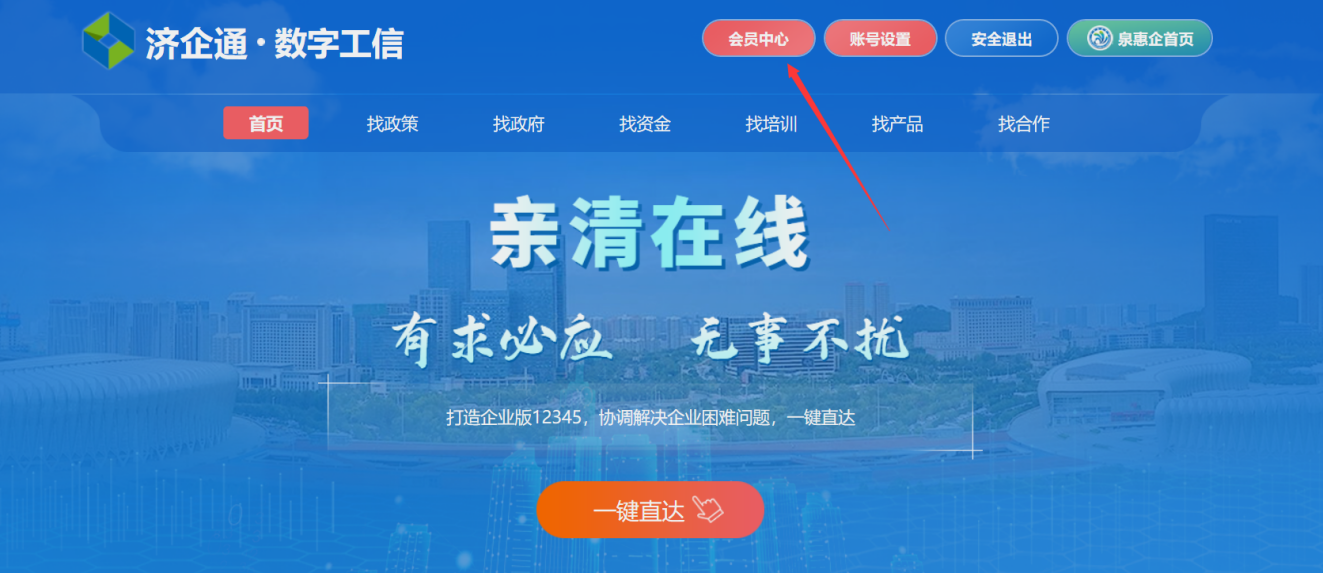 济企通·数字工信
会员中心 账号设置 安全退出 泉惠企首页
首页 找政策 找政府 找资金 找培训 找产品 找合作
亲清在线
有求必应 无事不扰
打造企业版12345，协调解决企业困难问题，一键直达
一键直达